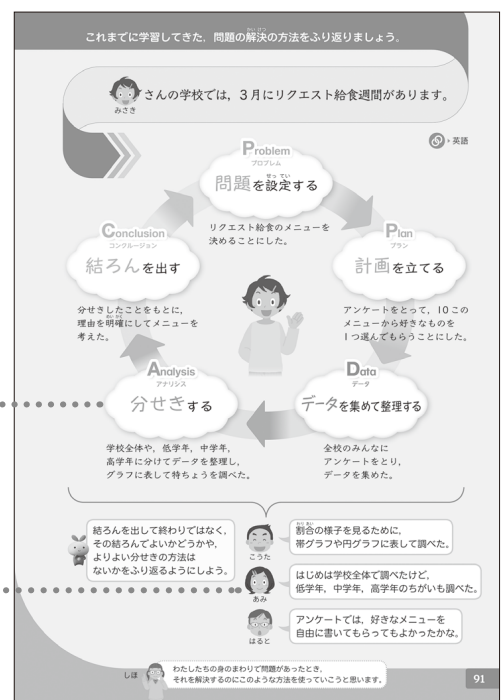 これまでに学習してきた，問題の解決の方法をふり返りましょう。
かいけつ
みさき
さんの学校では，3月にリクエスト給食週間があります。
・英語
Problem
プロブレム
せってい
問題を設定する
リクエスト給食のメニューを
決めることにした。
Plan
プラン
計画を立てる
アンケートをとって，10この
メニューから好きなものを
1つ選んでもらうことにした。
Data
データ
データを集めて整理する
全校のみんなに
アンケートをとり，
データを集めた。
Analysis
アナリシス
分せきする
学校全体や，低学年，中学年，
高学年に分けてデータを整理し，
グラフに表して特ちょうを調べた。
Conclusion
コンクルージョン
結ろんを出す
分せきしたことをもとに，
めいかく
理由を明確にしてメニューを
考えた。
結ろんを出して終わりではなく，
その結ろんでよいかどうかや，
よりよい分せきの方法は
ないかをふり返るようにしよう。
こうた
わりあい
割合の様子を見るために，
帯グラフや円グラフに表して調べた。
あみ
はじめは学校全体で調べたけど，
低学年，中学年，高学年のちがいも調べた。
はると
アンケートでは，好きなメニューを
自由に書いてもらってもよかったかな。
しほ
わたしたちの身のまわりで問題があったとき，
それを解決するのにこのような方法を使っていこうと思います。
91